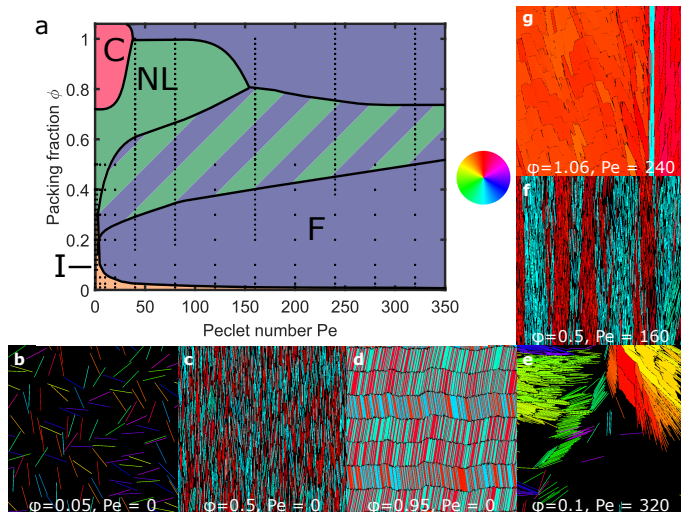 a
C
NL
F
I
1
0.8
0.6
0.4
0.2
0
Packing fraction ϕ
0 50 100 150 200 250 300 350
Peclet number Pe
g
φ=1.06, Pe = 240
f
φ=0.5, Pe = 160
b
φ=0.05, Pe = 0
c
φ=0.5, Pe = 0
d
φ=0.95, Pe = 0
e
φ=0.1, Pe = 320